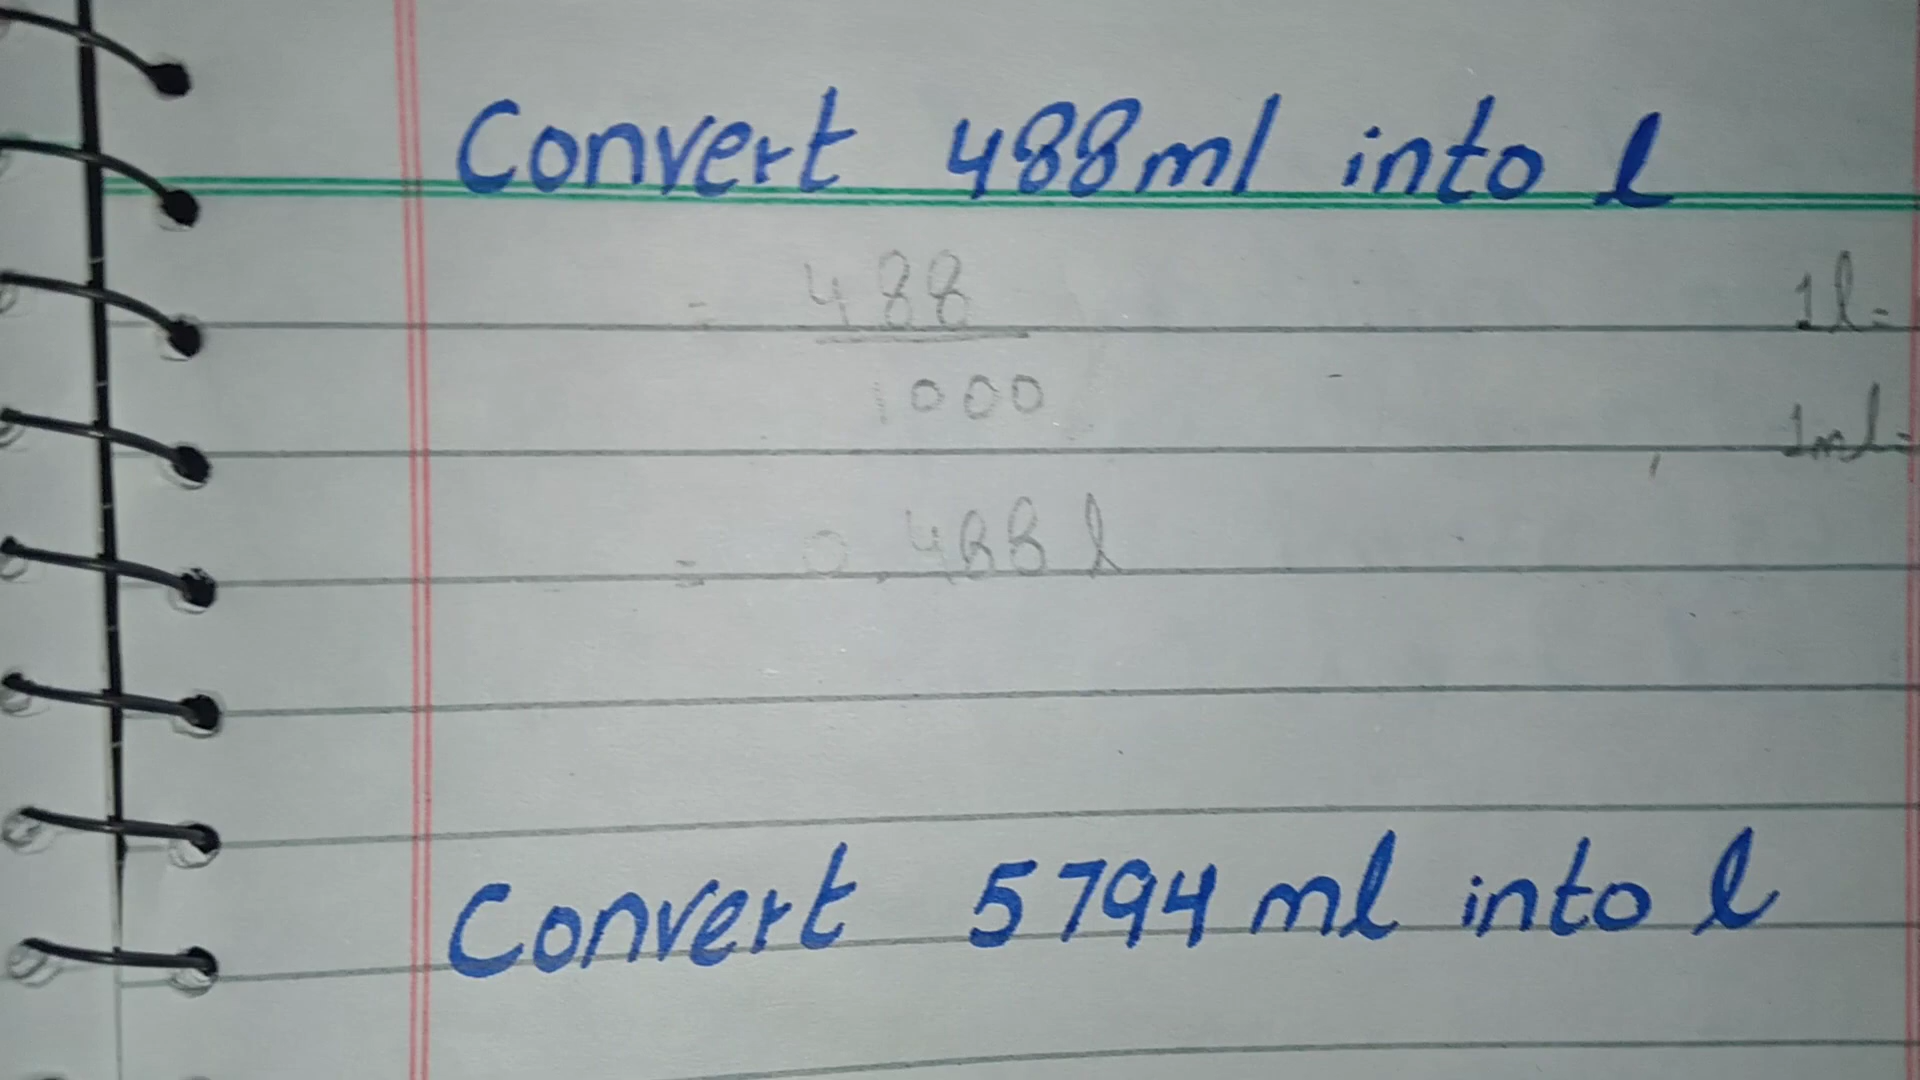 Convert 488ml into l
= 488
1000
1l=
1ml=
= 0.488 l
Convert 5794 ml into l